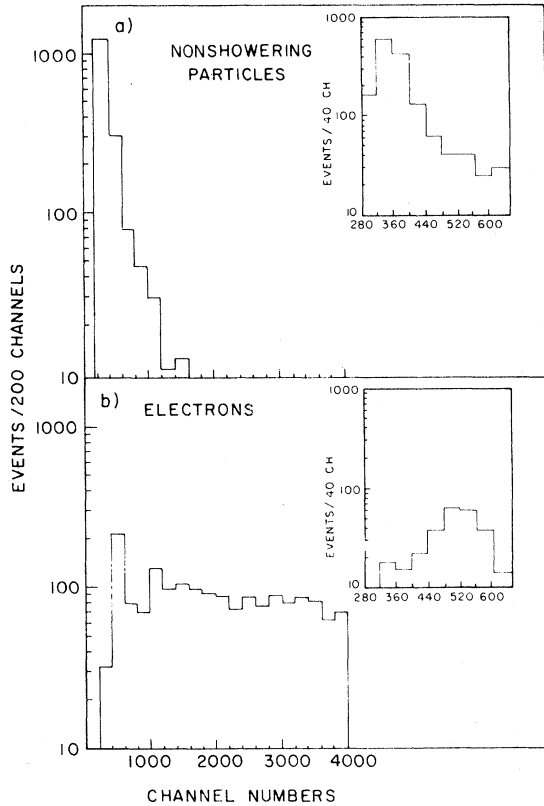 a)
NONSHOWERING
PARTICLES
1000
100
10
1000
100
10
EVENTS / 40 CH
280 360 440 520 600
b)
ELECTRONS
1000
100
10
1000
100
10
EVENTS / 40 CH
280 360 440 520 600
EVENTS / 200 CHANNELS
1000 2000 3000 4000
CHANNEL NUMBERS